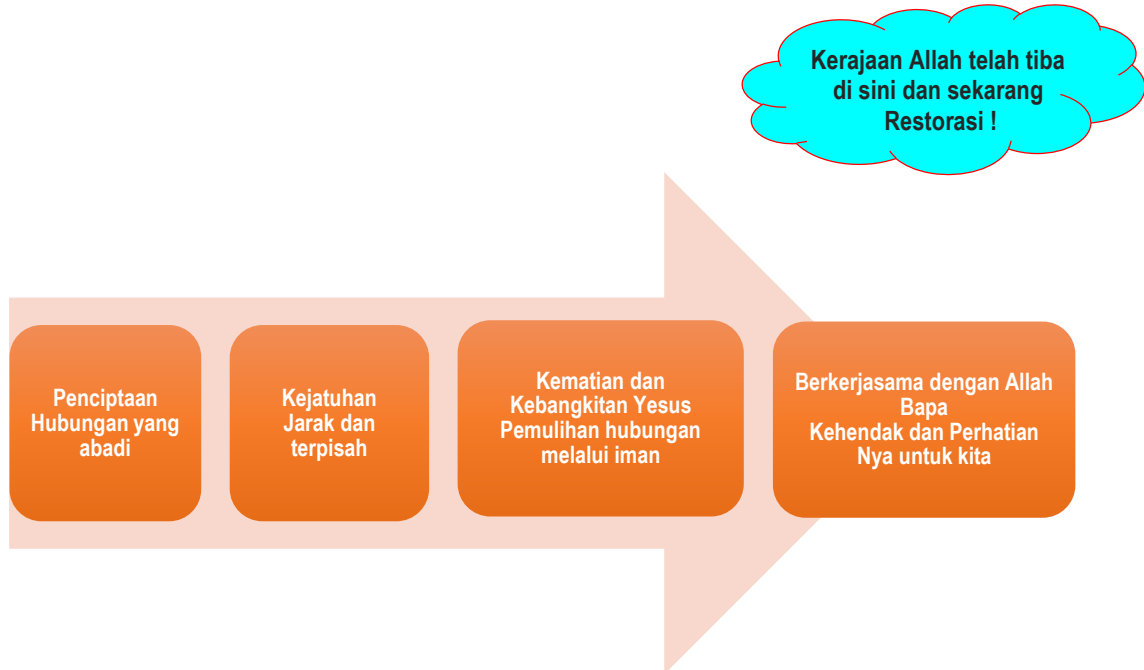 Kerajaan Allah telah tiba
di sini dan sekarang
Restorasi !
Penciptaan
Hubungan yang
abadi
Kejatuhan
Jarak dan
terpisah
Kematian dan
Kebangkitan Yesus
Pemulihan hubungan
melalui iman
Berkerjasama dengan Allah
Bapa
Kehendak dan Perhatian
Nya untuk kita